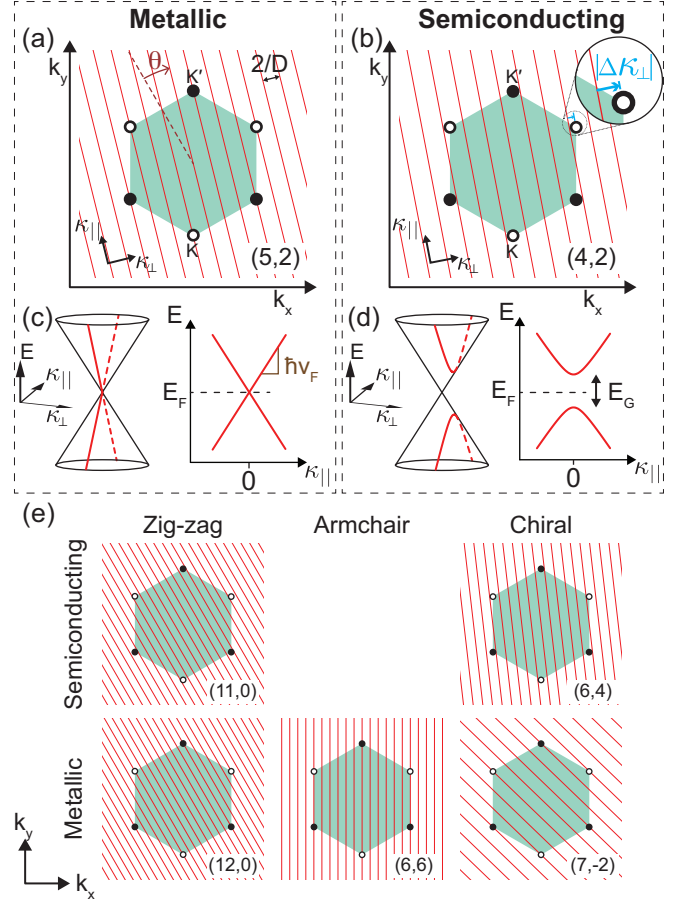 Metallic
Semiconducting
(a)
θ
2/D
k_y
K'
K
κ_||
κ_⊥
(5,2)
k_x
(b)
|Δκ_⊥|
k_y
K'
K
κ_||
κ_⊥
(4,2)
k_x
(c)
E
κ_||
κ_⊥
E
ħv_F
E_F
0
κ_||
(d)
E
κ_||
κ_⊥
E
E_F
E_G
0
κ_||
(e)
Zig-zag
Armchair
Chiral
Semiconducting
(11,0)
(6,4)
Metallic
(12,0)
(6,6)
(7,-2)
k_y
k_x